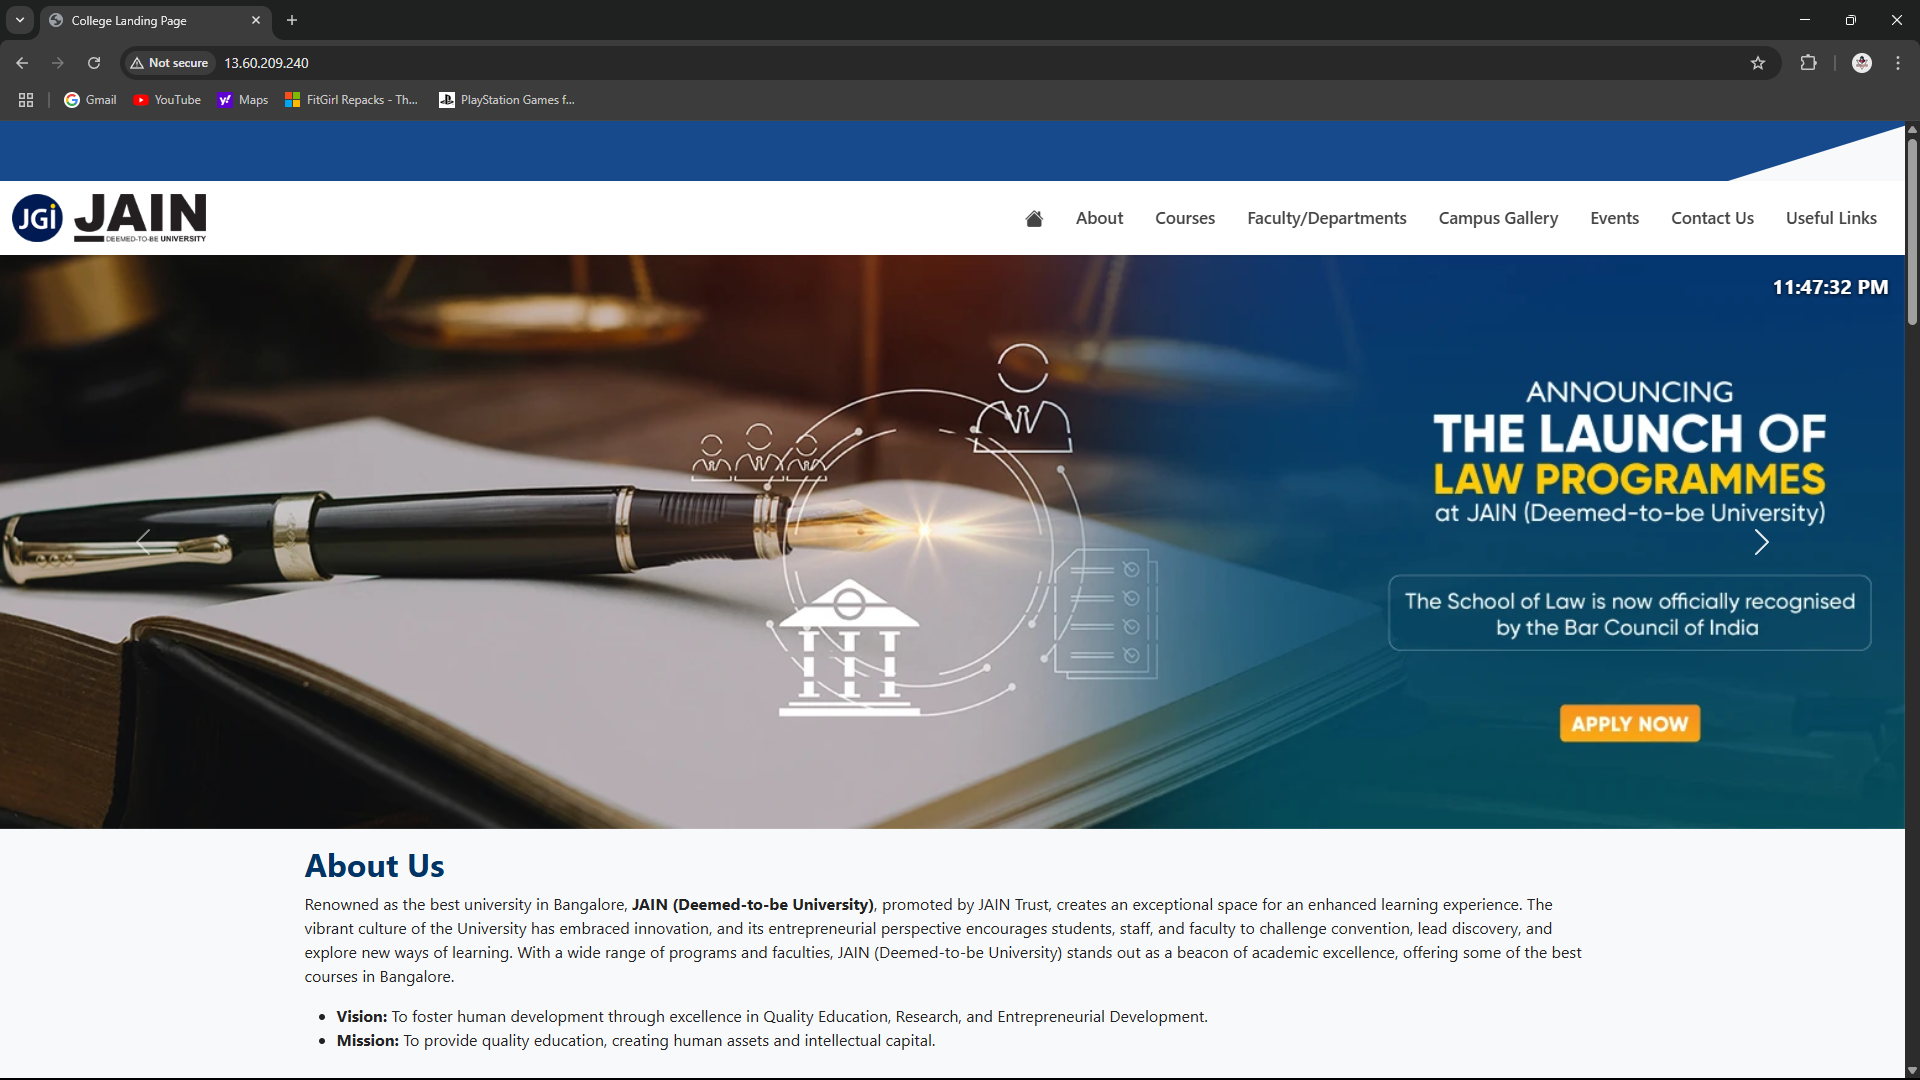 College Landing Page
Not secure
13.60.209.240
Gmail
YouTube
Maps
FitGirl Repacks - Th...
PlayStation Games f...
JGi JAIN
DEEMED-TO-BE UNIVERSITY
About
Courses
Faculty/Departments
Campus Gallery
Events
Contact Us
Useful Links
11:47:32 PM
ANNOUNCING
THE LAUNCH OF
LAW PROGRAMMES
at JAIN (Deemed-to-be University)
The School of Law is now officially recognised
by the Bar Council of India
APPLY NOW
About Us
Renowned as the best university in Bangalore, JAIN (Deemed-to-be University), promoted by JAIN Trust, creates an exceptional space for an enhanced learning experience. The
vibrant culture of the University has embraced innovation, and its entrepreneurial perspective encourages students, staff, and faculty to challenge convention, lead discovery, and
explore new ways of learning. With a wide range of programs and faculties, JAIN (Deemed-to-be University) stands out as a beacon of academic excellence, offering some of the best
courses in Bangalore.
• Vision: To foster human development through excellence in Quality Education, Research, and Entrepreneurial Development.
• Mission: To provide quality education, creating human assets and intellectual capital.